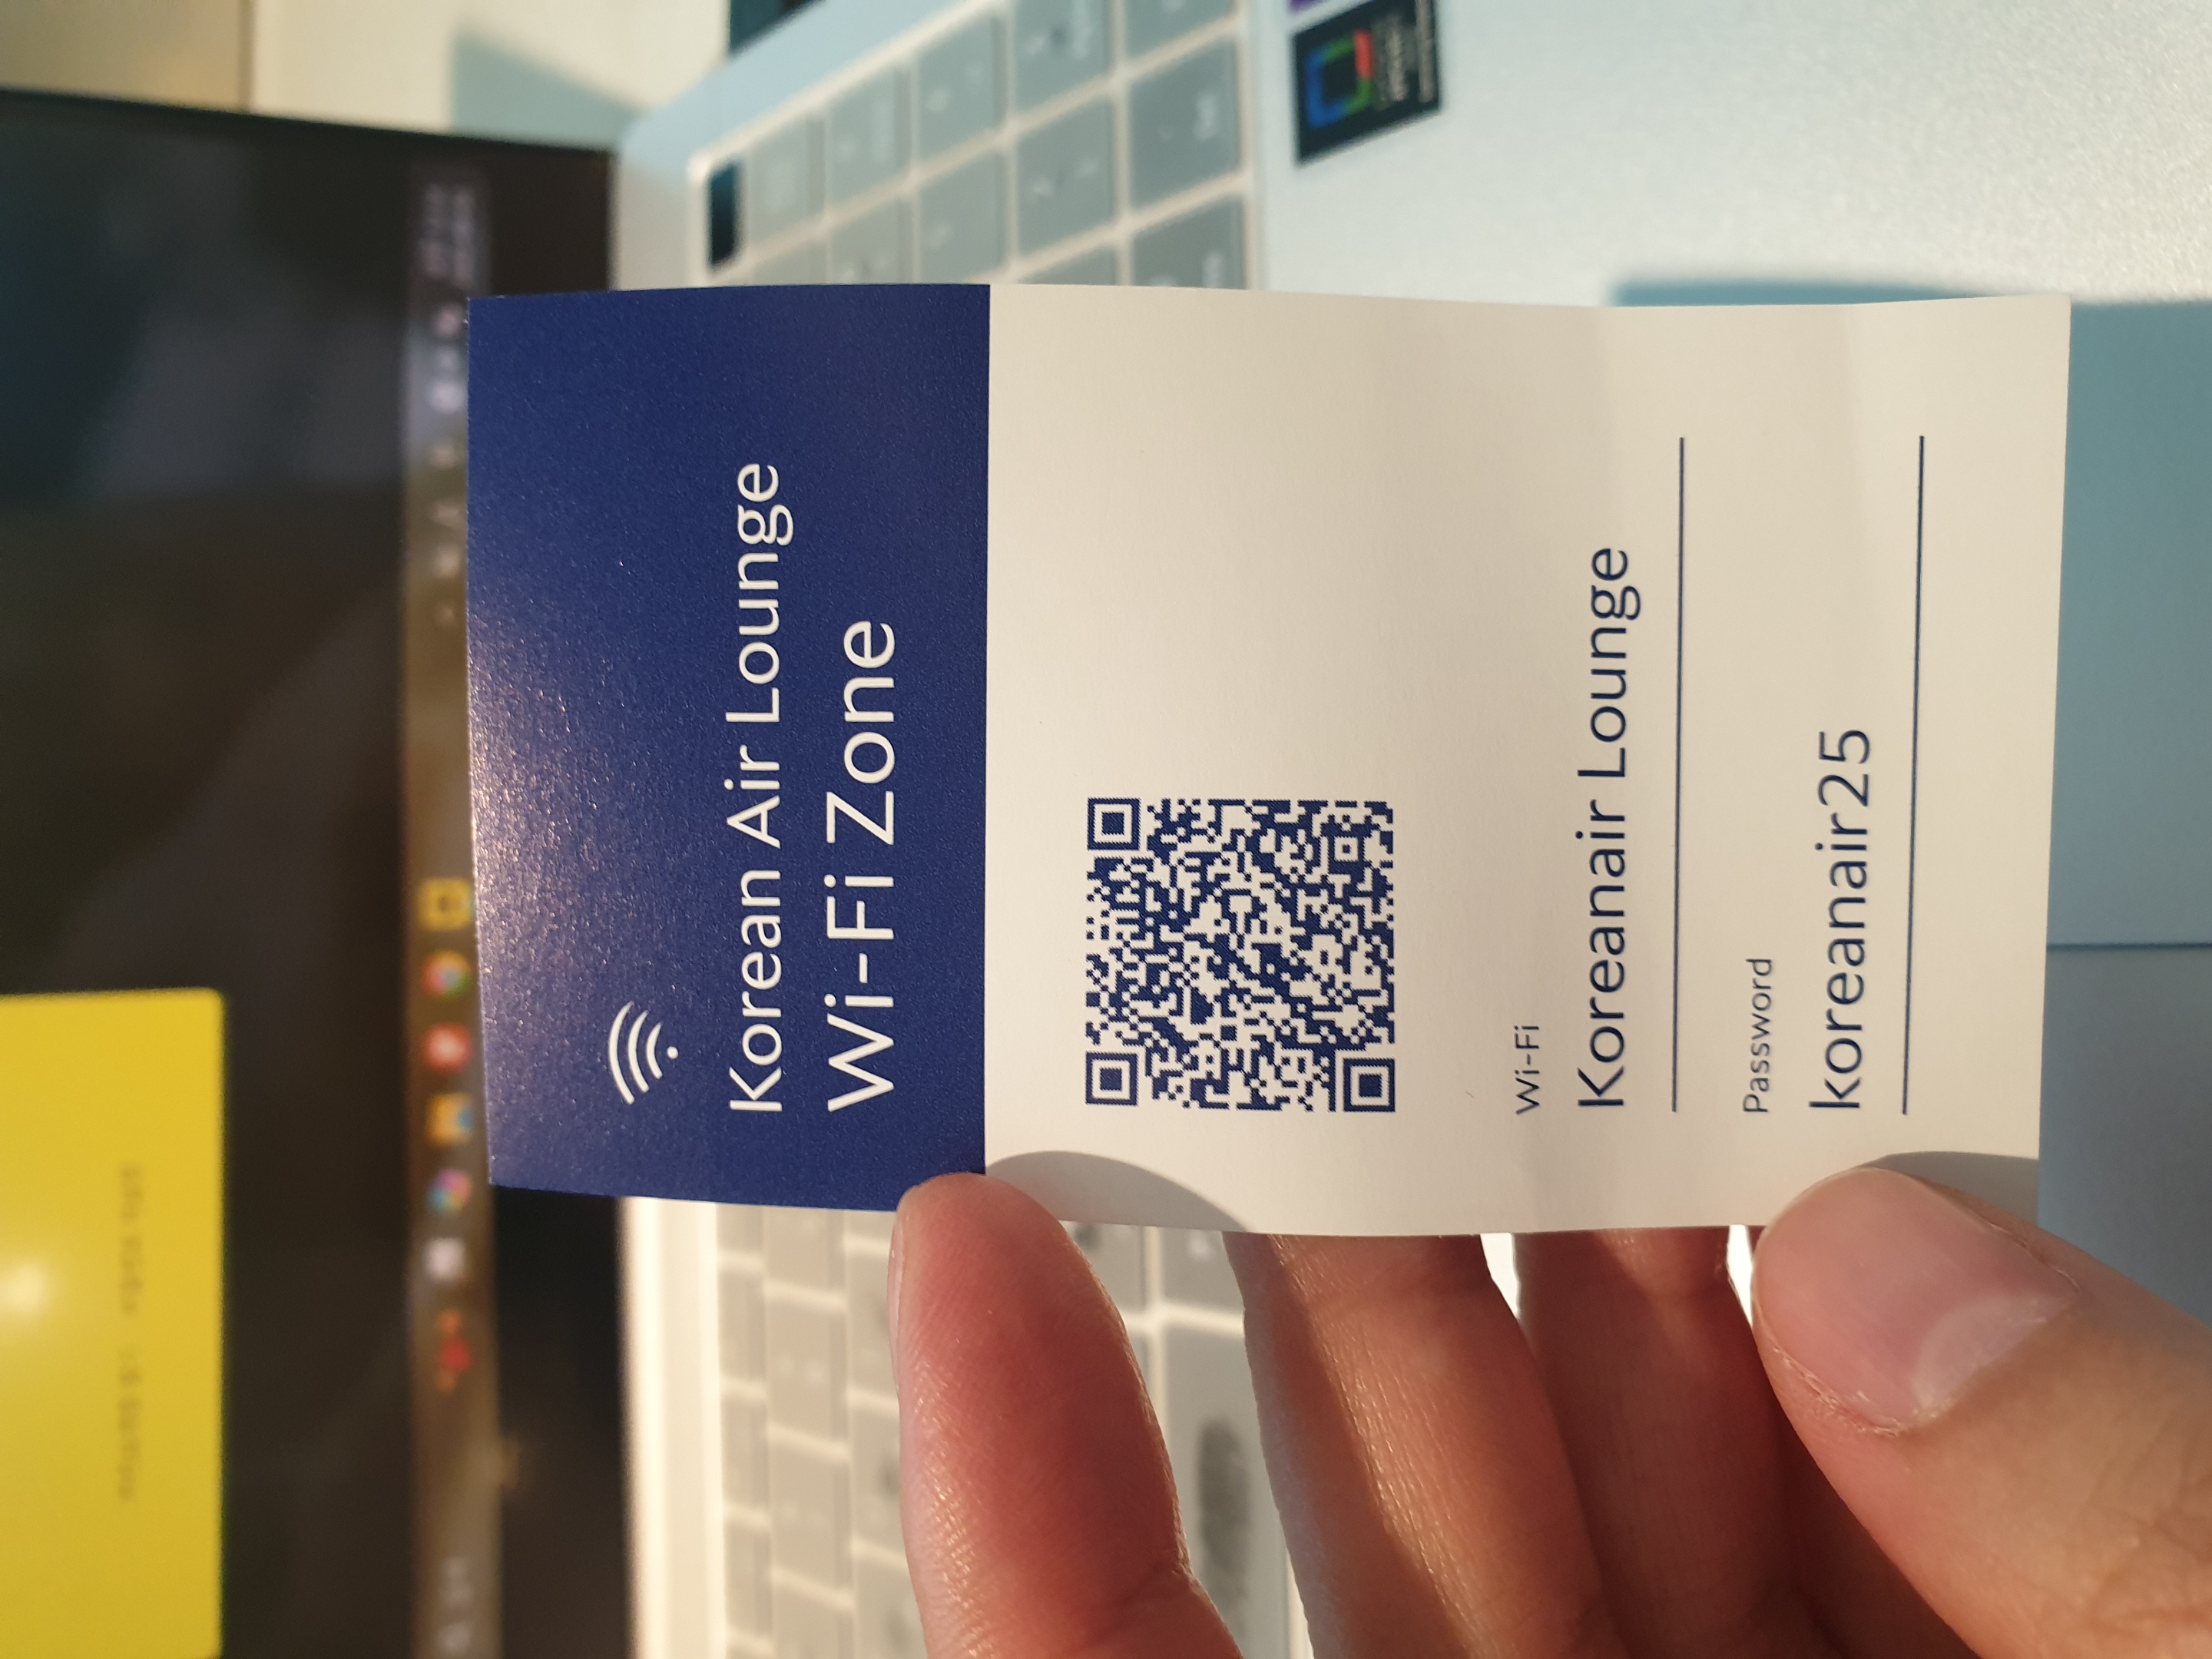 Korean Air Lounge
Wi-Fi Zone
Wi-Fi
Koreanair Lounge
Password
koreanair25